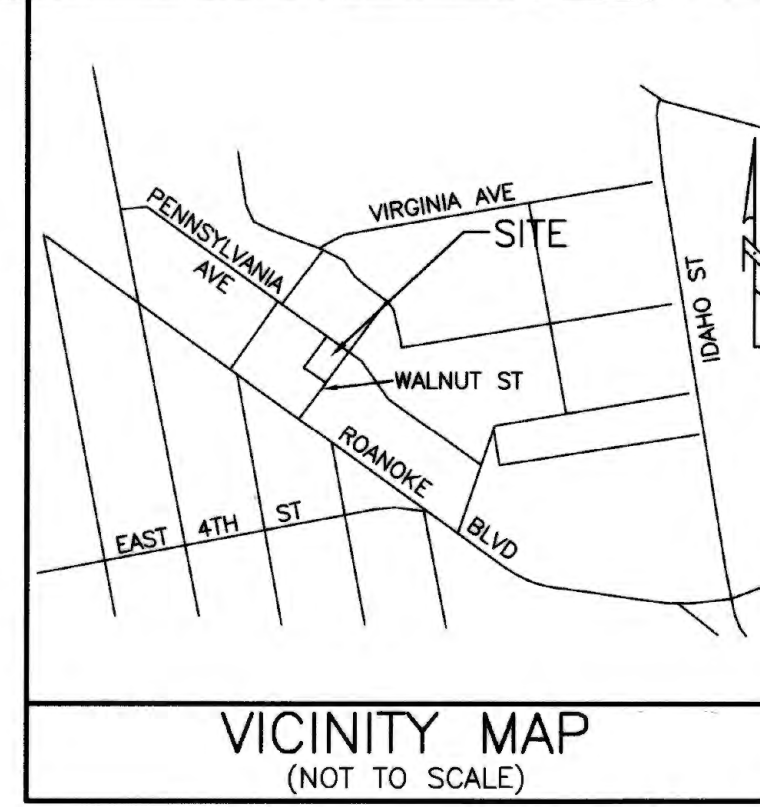 VIRGINIA AVE
PENNSYLVANIA
AVE
SITE
IDAHO ST
WALNUT ST
ROANOKE
BLVD
EAST 4TH ST
VICINITY MAP
(NOT TO SCALE)